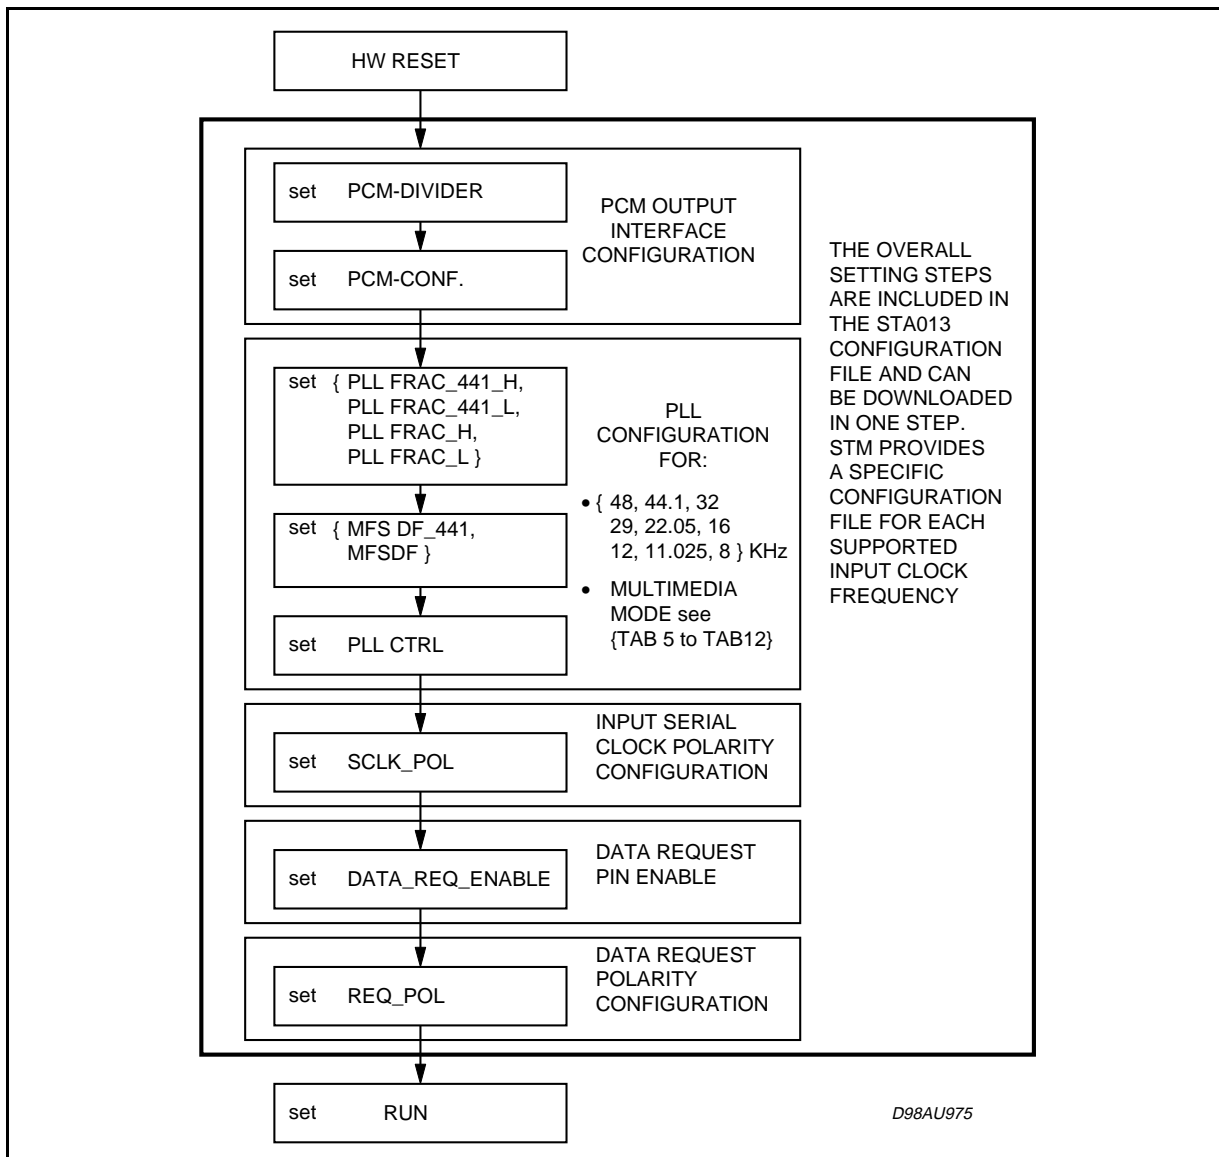 HW RESET
set PCM-DIVIDER
set PCM-CONF.
PCM OUTPUT
INTERFACE
CONFIGURATION
set { PLL FRAC_441_H,
PLL FRAC_441_L,
PLL FRAC_H,
PLL FRAC_L }
set { MFS DF_441,
MFSDF }
set PLL CTRL
PLL
CONFIGURATION
FOR:
• { 48, 44.1, 32
29, 22.05, 16
12, 11.025, 8 } KHz
• MULTIMEDIA
MODE see
{TAB 5 to TAB12}
set SCLK_POL
INPUT SERIAL
CLOCK POLARITY
CONFIGURATION
set DATA_REQ_ENABLE
DATA REQUEST
PIN ENABLE
set REQ_POL
DATA REQUEST
POLARITY
CONFIGURATION
THE OVERALL
SETTING STEPS
ARE INCLUDED IN
THE STA013
CONFIGURATION
FILE AND CAN
BE DOWNLOADED
IN ONE STEP.
STM PROVIDES
A SPECIFIC
CONFIGURATION
FILE FOR EACH
SUPPORTED
INPUT CLOCK
FREQUENCY
set RUN
D98AU975